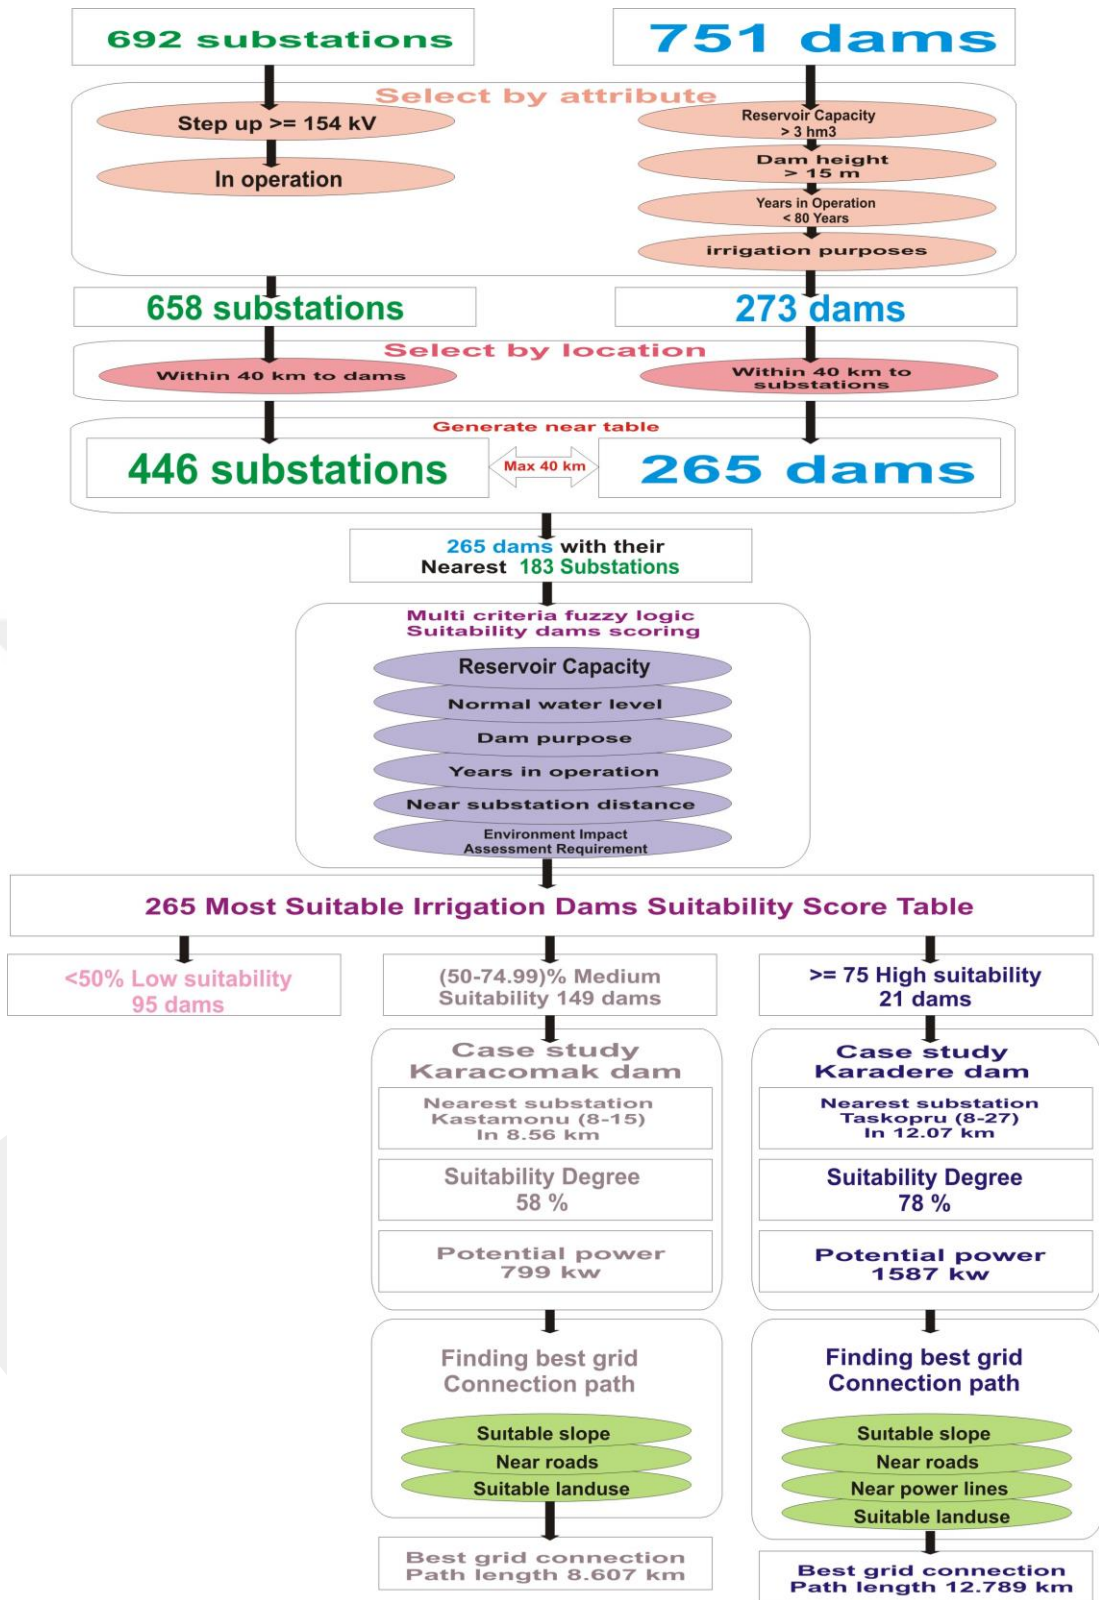 692 substations
751 dams
Select by attribute
Step up >= 154 kV
In operation
Reservoir Capacity
> 3 hm3
Dam height
> 15 m
Years in Operation
< 80 Years
irrigation purposes
658 substations
273 dams
Select by location
Within 40 km to dams
Within 40 km to
substations
Generate near table
446 substations
Max 40 km
265 dams
265 dams with their
Nearest 183 Substations
Multi criteria fuzzy logic
Suitability dams scoring
Reservoir Capacity
Normal water level
Dam purpose
Years in operation
Near substation distance
Environment Impact
Assessment Requirement
265 Most Suitable Irrigation Dams Suitability Score Table
<50% Low suitability
95 dams
(50-74.99)% Medium
Suitability 149 dams
>= 75 High suitability
21 dams
Case study
Karacomak dam
Nearest substation
Kastamonu (8-15)
In 8.56 km
Suitability Degree
58 %
Potential power
799 kw
Finding best grid
Connection path
Suitable slope
Near roads
Suitable landuse
Best grid connection
Path length 8.607 km
Case study
Karadere dam
Nearest substation
Taskopru (8-27)
In 12.07 km
Suitability Degree
78 %
Potential power
1587 kw
Finding best grid
Connection path
Suitable slope
Near roads
Near power lines
Suitable landuse
Best grid connection
Path length 12.789 km